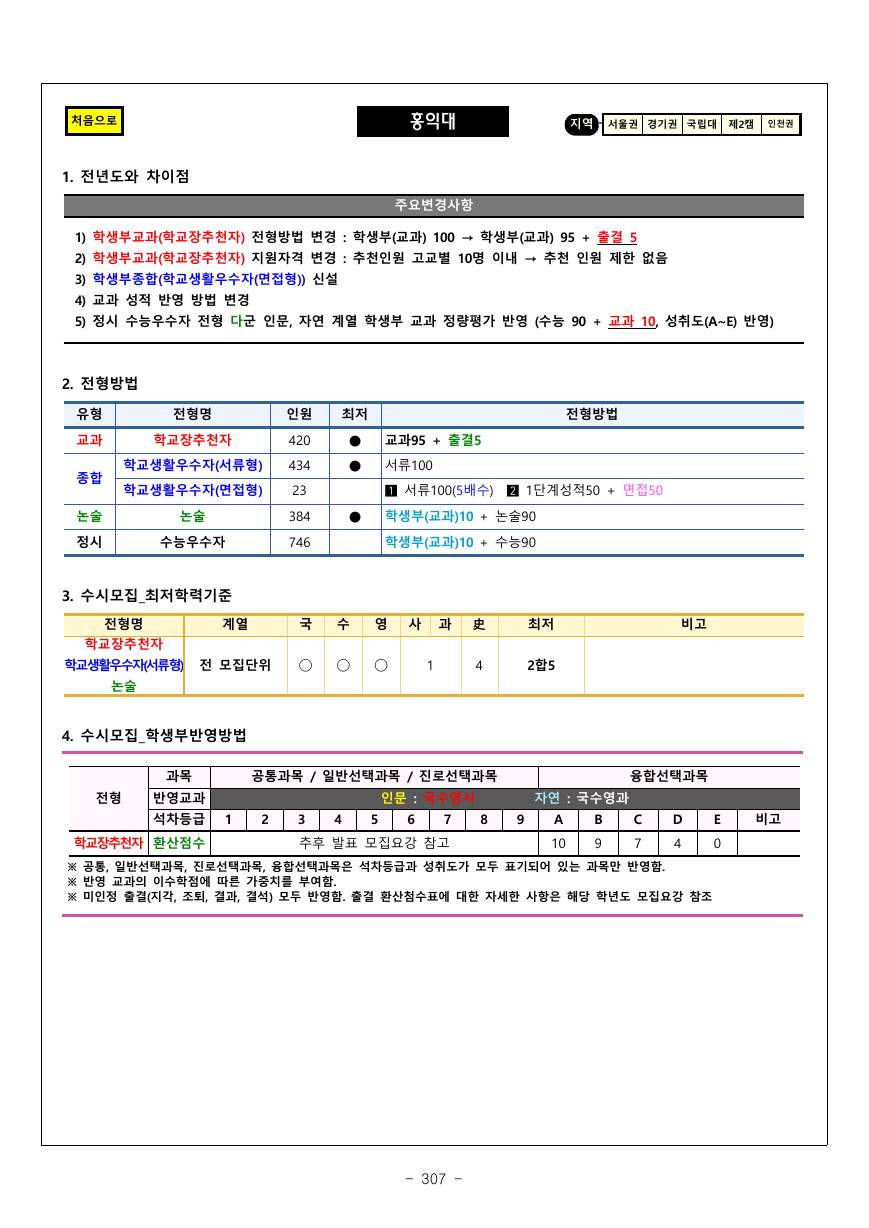 처음으로
홍익대
지역 서울권 경기권 국립대 제2캠 인천권
1. 전년도와 차이점
주요변경사항
1) 학생부교과(학교장추천자) 전형방법 변경 : 학생부(교과) 100 → 학생부(교과) 95 + 출결 5
2) 학생부교과(학교장추천자) 지원자격 변경 : 추천인원 고교별 10명 이내 → 추천 인원 제한 없음
3) 학생부종합(학교생활우수자(면접형)) 신설
4) 교과 성적 반영 방법 변경
5) 정시 수능우수자 전형 다군 인문, 자연 계열 학생부 교과 정량평가 반영 (수능 90 + 교과 10, 성취도(A~E) 반영)
2. 전형방법
유형 전형명 인원 최저 전형방법
교과 학교장추천자 420 ● 교과95 + 출결5
종합 학교생활우수자(서류형) 434 ● 서류100
학교생활우수자(면접형) 23 1 서류100(5배수) 2 1단계성적50 + 면접50
논술 논술 384 ● 학생부(교과)10 + 논술90
정시 수능우수자 746 학생부(교과)10 + 수능90
3. 수시모집_최저학력기준
전형명 계열 국 수 영 사 과 史 최저 비고
학교장추천자
학교생활우수자(서류형) 전 모집단위 ○ ○ ○ 1 4 2합5
논술
4. 수시모집_학생부반영방법
전형 과목 공통과목 / 일반선택과목 / 진로선택과목 융합선택과목
반영교과 인문 : 국수영사 자연 : 국수영과
석차등급 1 2 3 4 5 6 7 8 9 A B C D E 비고
학교장추천자 환산점수 추후 발표 모집요강 참고 10 9 7 4 0
※ 공통, 일반선택과목, 진로선택과목, 융합선택과목은 석차등급과 성취도가 모두 표기되어 있는 과목만 반영함.
※ 반영 교과의 이수학점에 따른 가중치를 부여함.
※ 미인정 출결(지각, 조퇴, 결과, 결석) 모두 반영함. 출결 환산점수표에 대한 자세한 사항은 해당 학년도 모집요강 참조
- 307 -